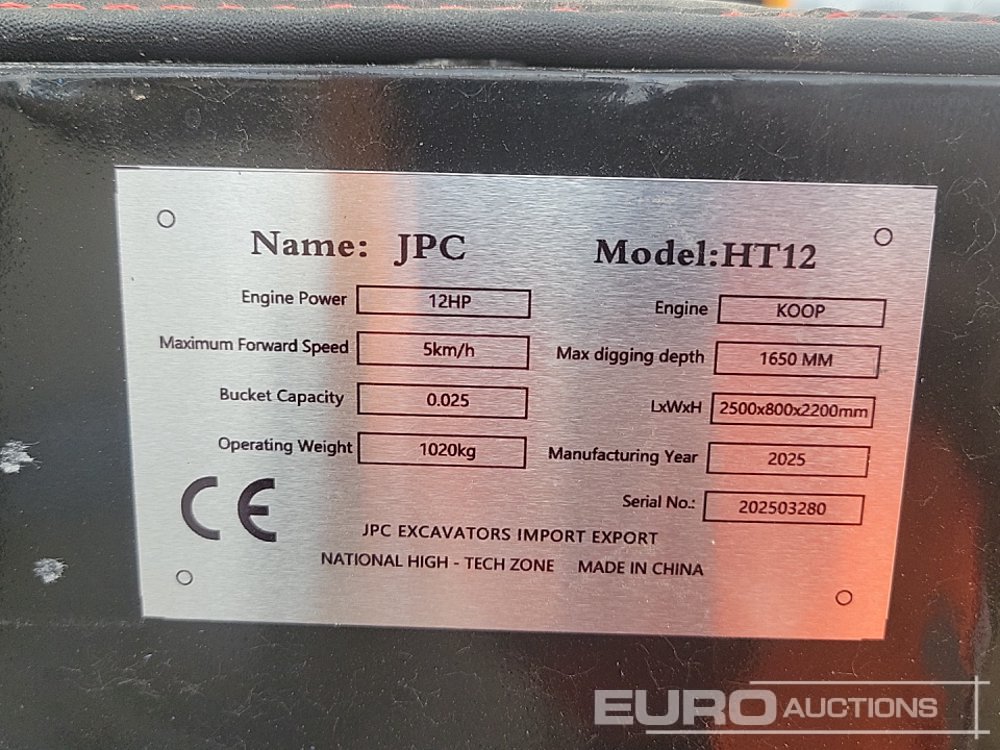 Name: JPC Model:HT12
Engine Power 12HP Engine KOOP
Maximum Forward Speed 5km/h Max digging depth 1650 MM
Bucket Capacity 0.025 LxWxH 2500x800x2200mm
Operating Weight 1020kg Manufacturing Year 2025
Serial No.: 202503280
CE
JPC EXCAVATORS IMPORT EXPORT
NATIONAL HIGH - TECH ZONE MADE IN CHINA
EURO AUCTIONS